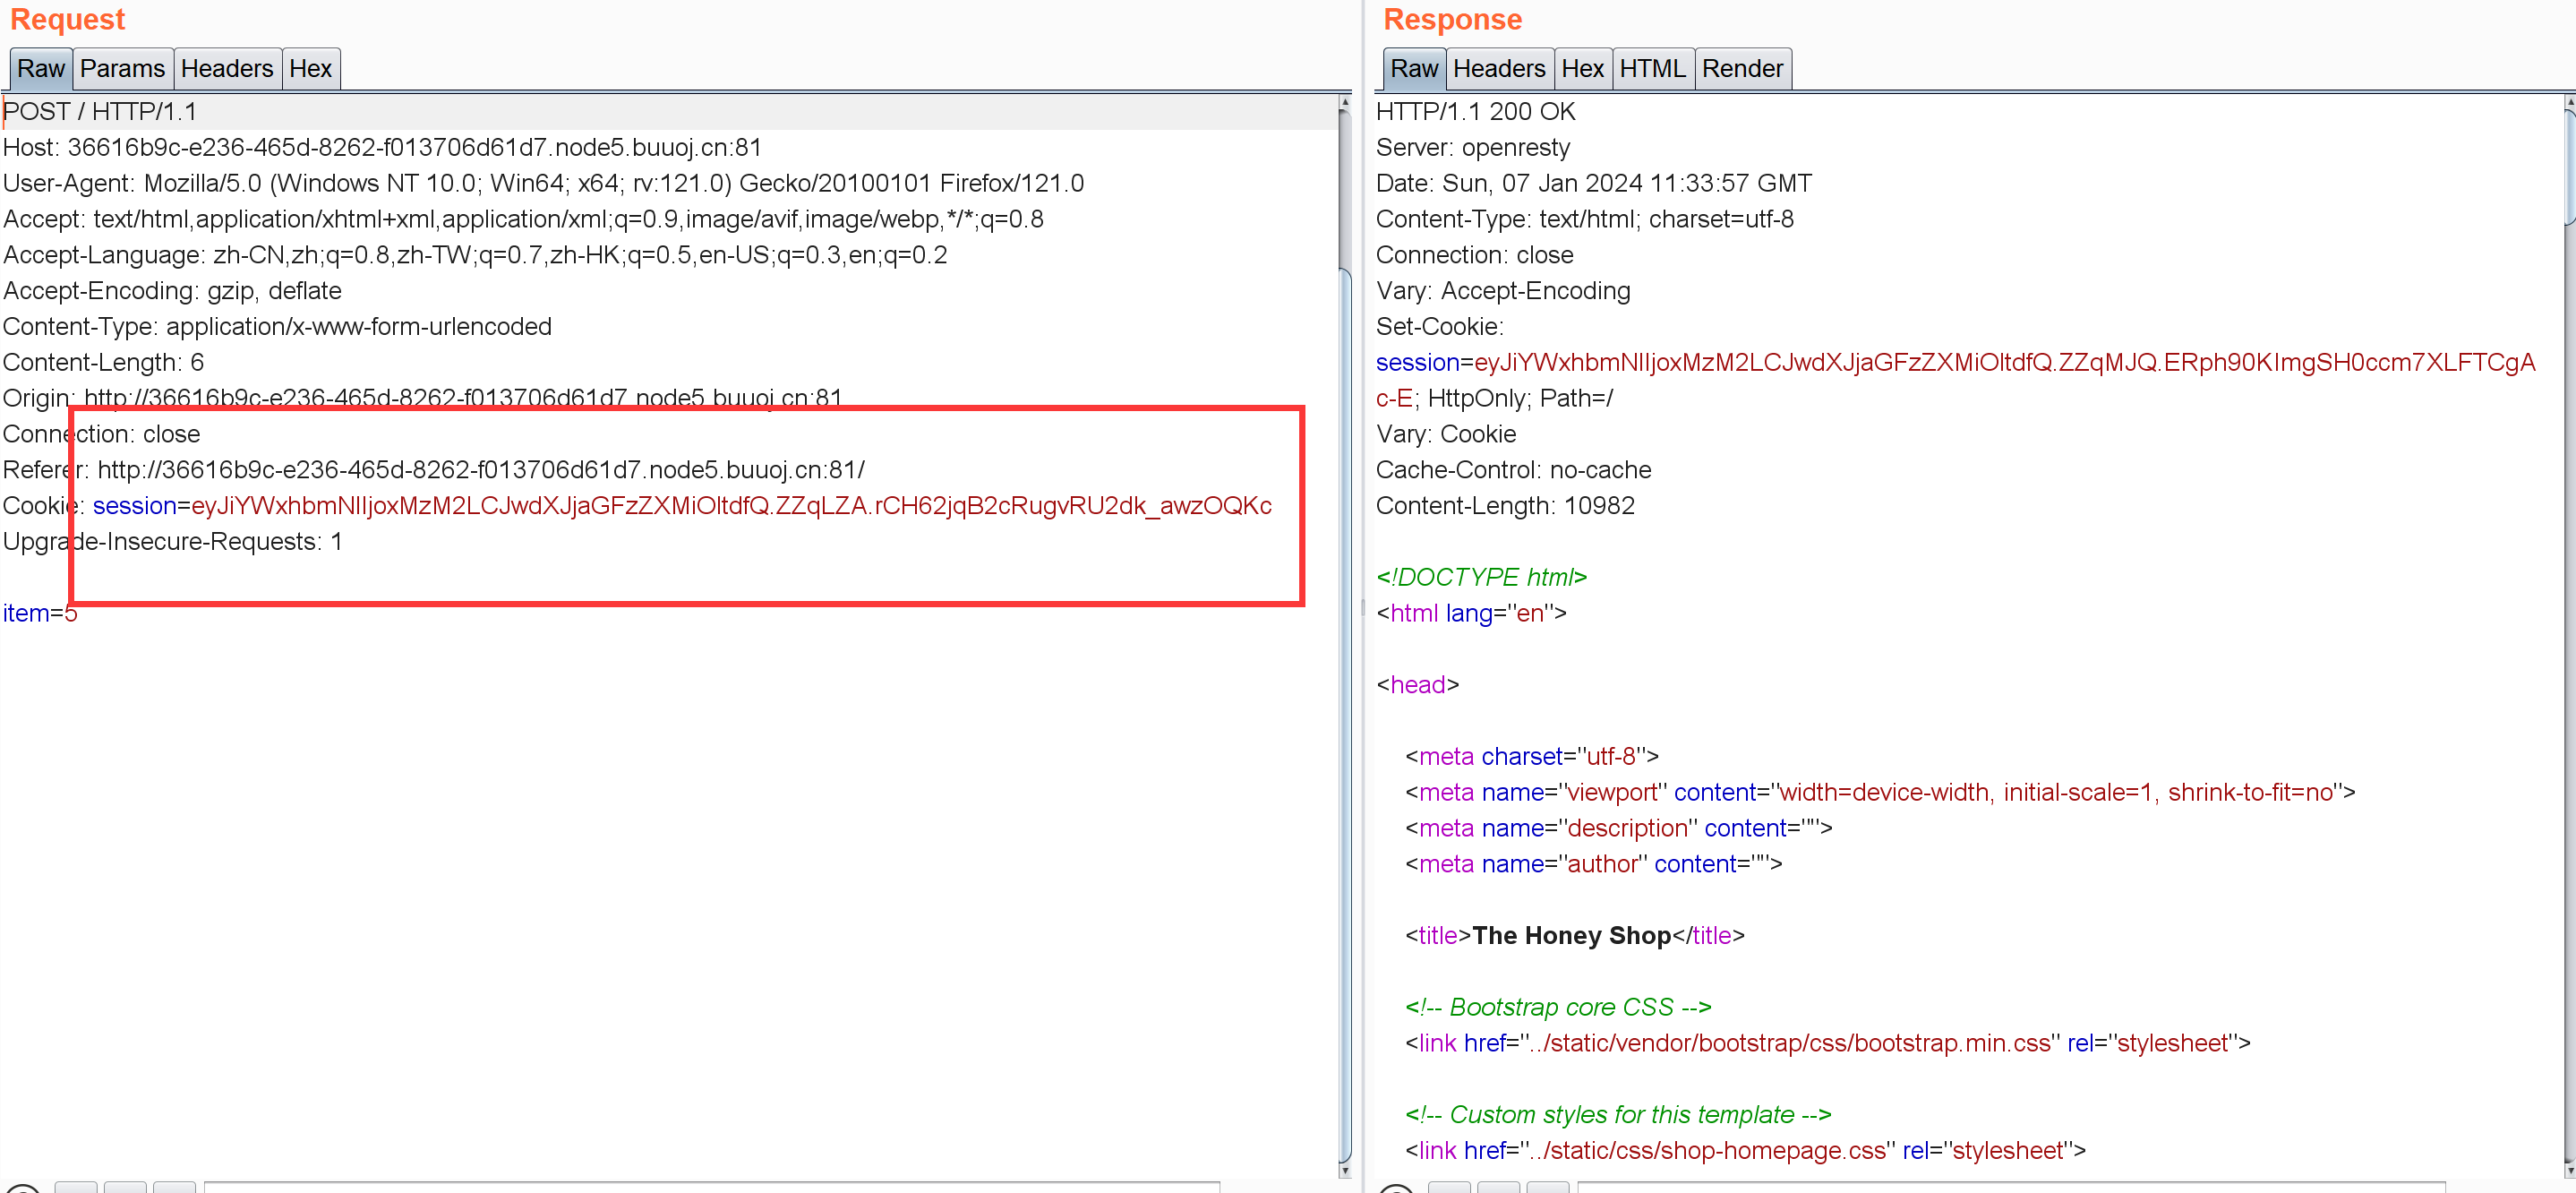 Request
Raw Params Headers Hex
POST / HTTP/1.1
Host: 36616b9c-e236-465d-8262-f013706d61d7.node5.buuoj.cn:81
User-Agent: Mozilla/5.0 (Windows NT 10.0; Win64; x64; rv:121.0) Gecko/20100101 Firefox/121.0
Accept: text/html,application/xhtml+xml,application/xml;q=0.9,image/avif,image/webp,*/*;q=0.8
Accept-Language: zh-CN,zh;q=0.8,zh-TW;q=0.7,zh-HK;q=0.5,en-US;q=0.3,en;q=0.2
Accept-Encoding: gzip, deflate
Content-Type: application/x-www-form-urlencoded
Content-Length: 6
Origin: http://36616b9c-e236-465d-8262-f013706d61d7.node5.buuoj.cn:81
Connection: close
Referer: http://36616b9c-e236-465d-8262-f013706d61d7.node5.buuoj.cn:81/
Cookie: session=eyJiYWxhbmNlIjoxMzM2LCJwdXJjaGFzZXMiOltdfQ.ZZqLZA.rCH62jqB2cRugvRU2dk_awzOQKc
Upgrade-Insecure-Requests: 1
item=5
Response
Raw Headers Hex HTML Render
HTTP/1.1 200 OK
Server: openresty
Date: Sun, 07 Jan 2024 11:33:57 GMT
Content-Type: text/html; charset=utf-8
Connection: close
Vary: Accept-Encoding
Set-Cookie:
session=eyJiYWxhbmNlIjoxMzM2LCJwdXJjaGFzZXMiOltdfQ.ZZqMJQ.ERph90KImgSH0ccm7XLFTCgA
c-E; HttpOnly; Path=/
Vary: Cookie
Cache-Control: no-cache
Content-Length: 10982
<!DOCTYPE html>
<html lang="en">
<head>
<meta charset="utf-8">
<meta name="viewport" content="width=device-width, initial-scale=1, shrink-to-fit=no">
<meta name="description" content="">
<meta name="author" content="">
<title>The Honey Shop</title>
<!-- Bootstrap core CSS -->
<link href="../static/vendor/bootstrap/css/bootstrap.min.css" rel="stylesheet">
<!-- Custom styles for this template -->
<link href="../static/css/shop-homepage.css" rel="stylesheet">